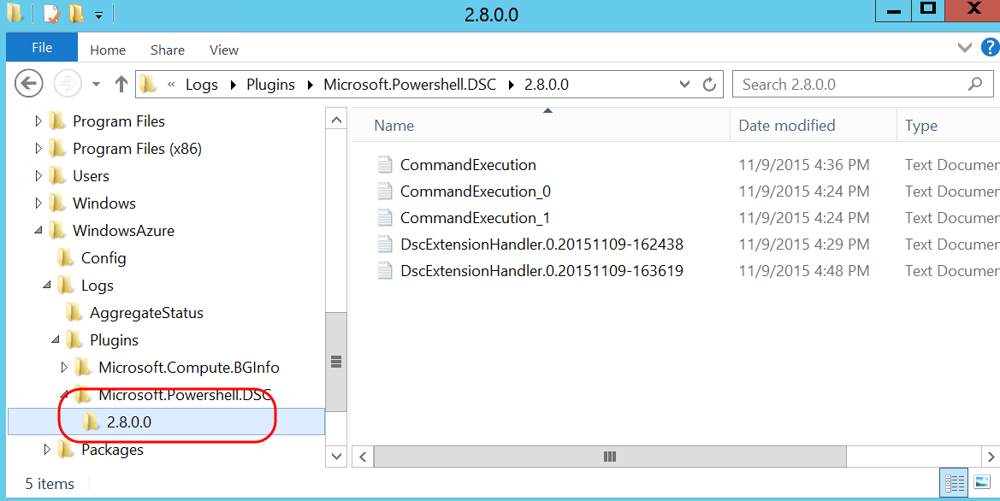 2.8.0.0
File Home Share View
« Logs Plugins Microsoft.Powershell.DSC 2.8.0.0
Search 2.8.0.0
Program Files
Program Files (x86)
Users
Windows
WindowsAzure
Config
Logs
AggregateStatus
Plugins
Microsoft.Compute.BGInfo
Microsoft.Powershell.DSC
2.8.0.0
Packages
Name Date modified Type
CommandExecution 11/9/2015 4:36 PM Text Documen
CommandExecution_0 11/9/2015 4:24 PM Text Documen
CommandExecution_1 11/9/2015 4:24 PM Text Documen
DscExtensionHandler.0.20151109-162438 11/9/2015 4:29 PM Text Documen
DscExtensionHandler.0.20151109-163619 11/9/2015 4:48 PM Text Documen
5 items